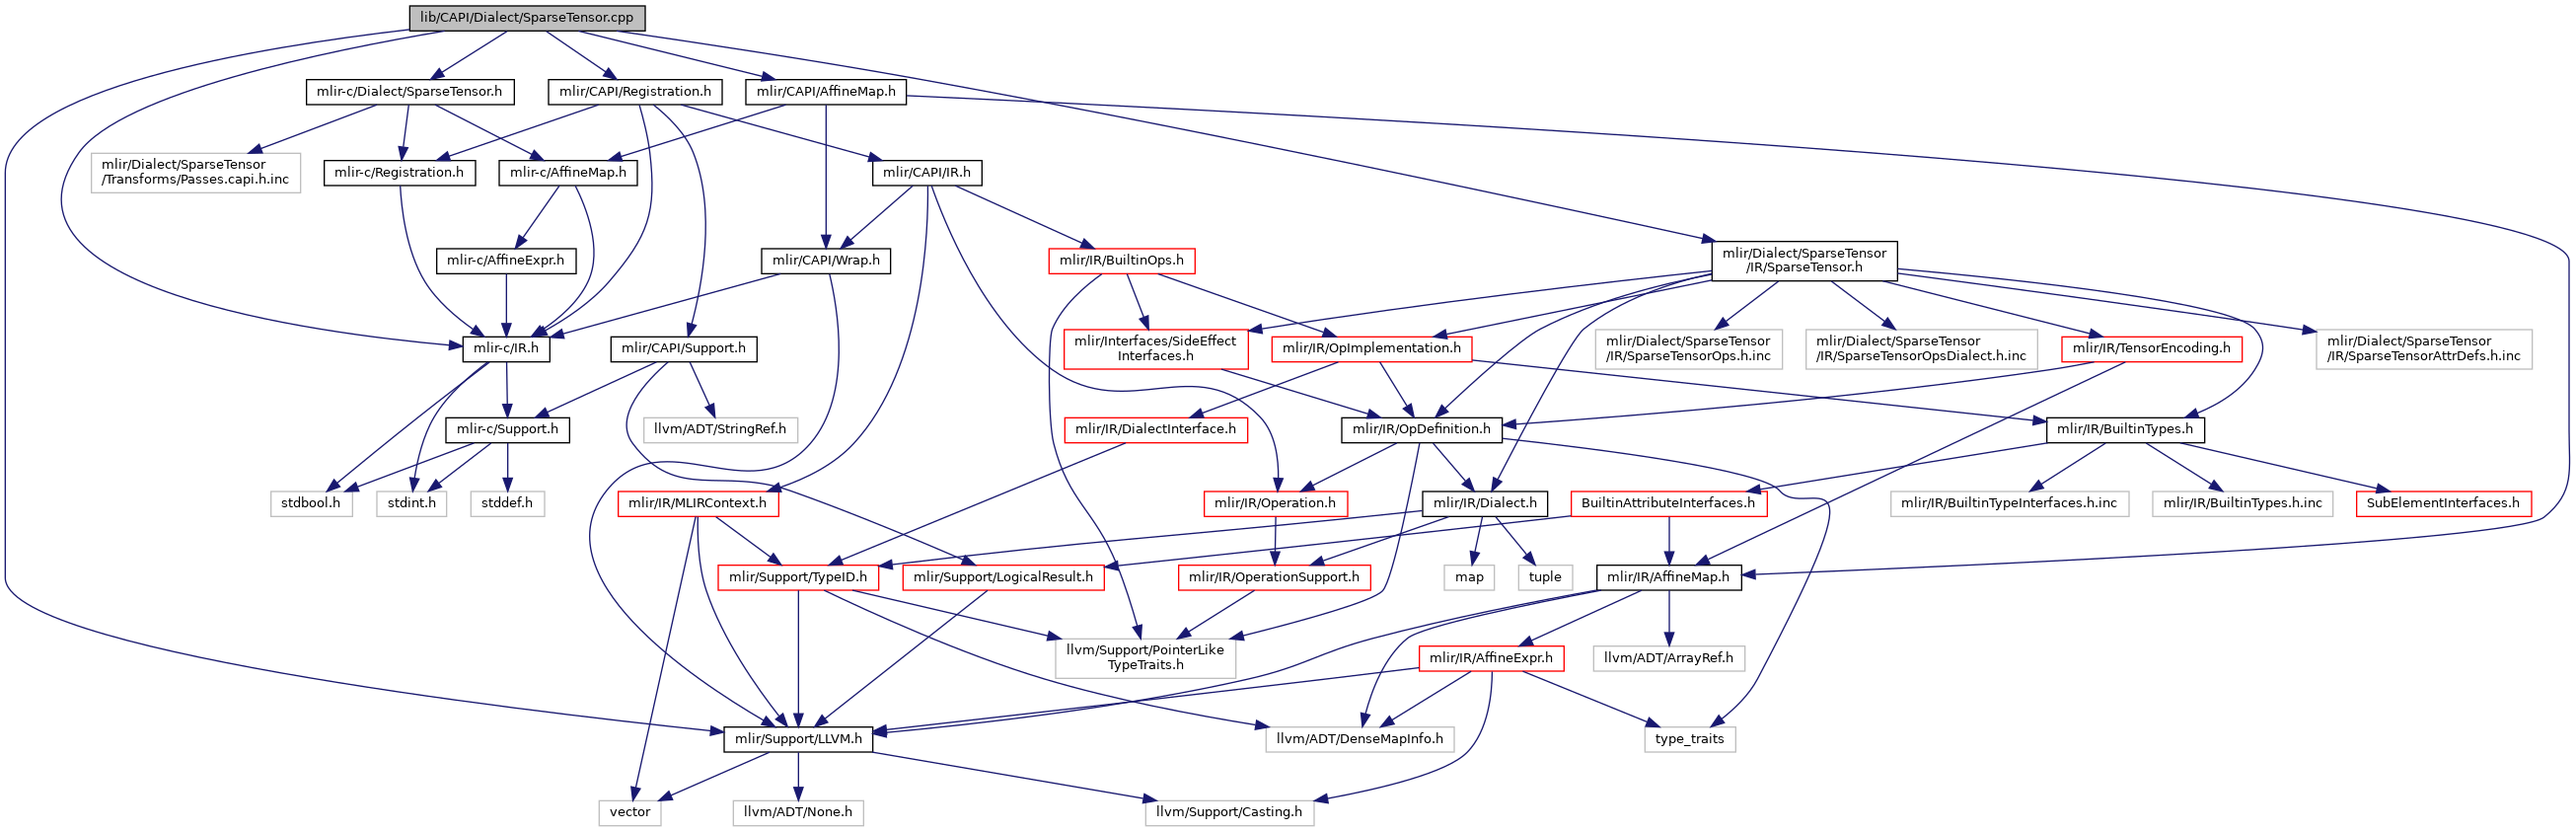 lib/CAPI/Dialect/SparseTensor.cpp
mlir-c/Dialect/SparseTensor.h
mlir/CAPI/Registration.h
mlir/CAPI/AffineMap.h
mlir/Dialect/SparseTensor
/Transforms/Passes.capi.h.inc
mlir-c/Registration.h
mlir-c/AffineMap.h
mlir/CAPI/IR.h
mlir-c/AffineExpr.h
mlir/CAPI/Wrap.h
mlir/IR/BuiltinOps.h
mlir/Dialect/SparseTensor
/IR/SparseTensor.h
mlir-c/IR.h
mlir/CAPI/Support.h
mlir/Interfaces/SideEffect
Interfaces.h
mlir/IR/OpImplementation.h
mlir/Dialect/SparseTensor
/IR/SparseTensorOps.h.inc
mlir/Dialect/SparseTensor
/IR/SparseTensorOpsDialect.h.inc
mlir/IR/TensorEncoding.h
mlir/Dialect/SparseTensor
/IR/SparseTensorAttrDefs.h.inc
mlir-c/Support.h
llvm/ADT/StringRef.h
mlir/IR/DialectInterface.h
mlir/IR/OpDefinition.h
mlir/IR/BuiltinTypes.h
stdbool.h
stdint.h
stddef.h
mlir/IR/MLIRContext.h
mlir/IR/Operation.h
mlir/IR/Dialect.h
BuiltinAttributeInterfaces.h
mlir/IR/BuiltinTypeInterfaces.h.inc
mlir/IR/BuiltinTypes.h.inc
SubElementInterfaces.h
mlir/Support/TypeID.h
mlir/Support/LogicalResult.h
mlir/IR/OperationSupport.h
map
tuple
mlir/IR/AffineMap.h
llvm/Support/PointerLike
TypeTraits.h
mlir/IR/AffineExpr.h
llvm/ADT/ArrayRef.h
mlir/Support/LLVM.h
llvm/ADT/DenseMapInfo.h
type_traits
vector
llvm/ADT/None.h
llvm/Support/Casting.h